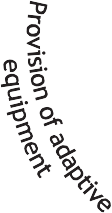 Provision of adaptive
equipment